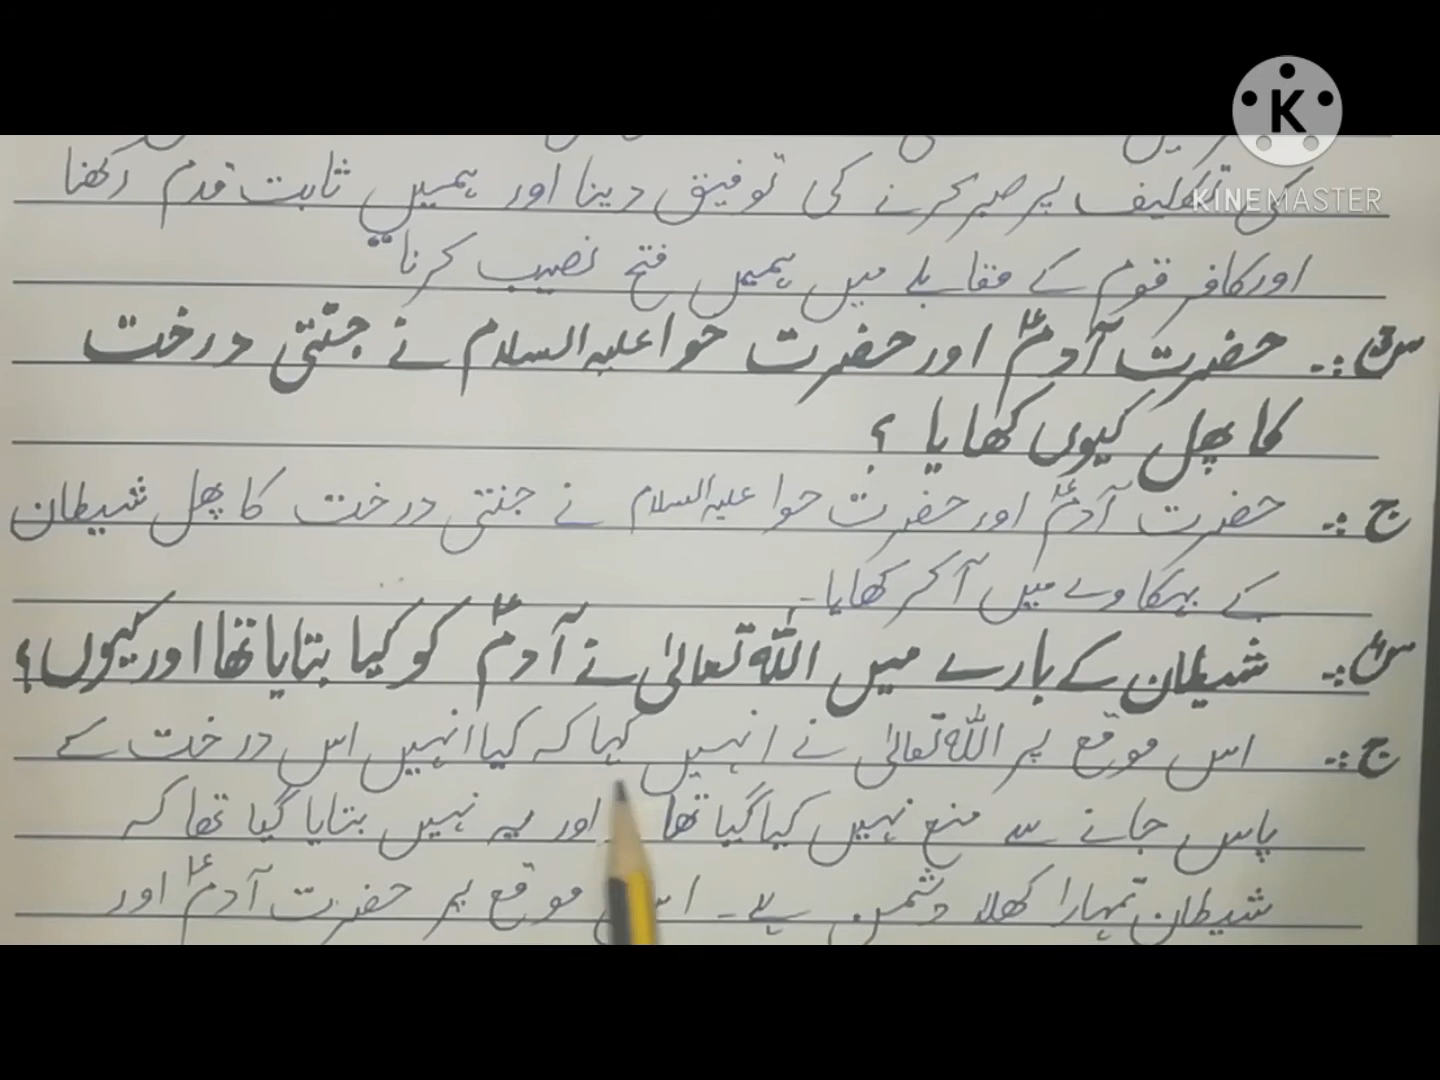 K
KINEMASTER
کی تکلیف پر صبر کرنے کی توفیق دینا اور ہمیں ثابت قدم رکھنا
اور کافر قوم کے مقابلے میں ہمیں فتح نصیب کرنا"
س۳:۔ حضرت آدمؑ اور حضرت حوا علیہ السلام نے جنتی درخت
کا پھل کیوں کھایا ؟
ج :۔ حضرت آدمؑ اور حضرت حوا علیہ السلام نے جنتی درخت کا پھل شیطان
کے بہکاوے میں آ کر کھایا۔
س۴:۔ شیطان کے بارے میں اللہ تعالیٰ نے آدمؑ کو کیا بتایا تھا اور کیوں؟
ج :۔ اس موقع پر اللہ تعالیٰ نے انہیں کہا کہ کیا انہیں اس درخت کے
پاس جانے سے منع نہیں کیا گیا تھا اور یہ نہیں بتایا گیا تھا کہ
شیطان تمہارا کھلا دشمن ہے۔ اس موقع پر حضرت آدمؑ اور